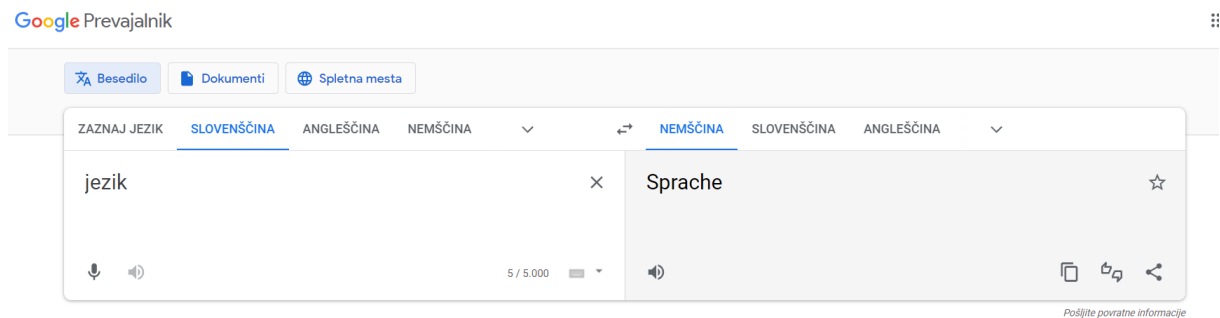 Google Prevajalnik
Besedilo Dokumenti Spletna mesta
ZAZNAJ JEZIK SLOVENŠČINA ANGLEŠČINA NEMŠČINA NEMŠČINA SLOVENŠČINA ANGLEŠČINA
jezik Sprache
5 / 5.000
Pošljite povratne informacije